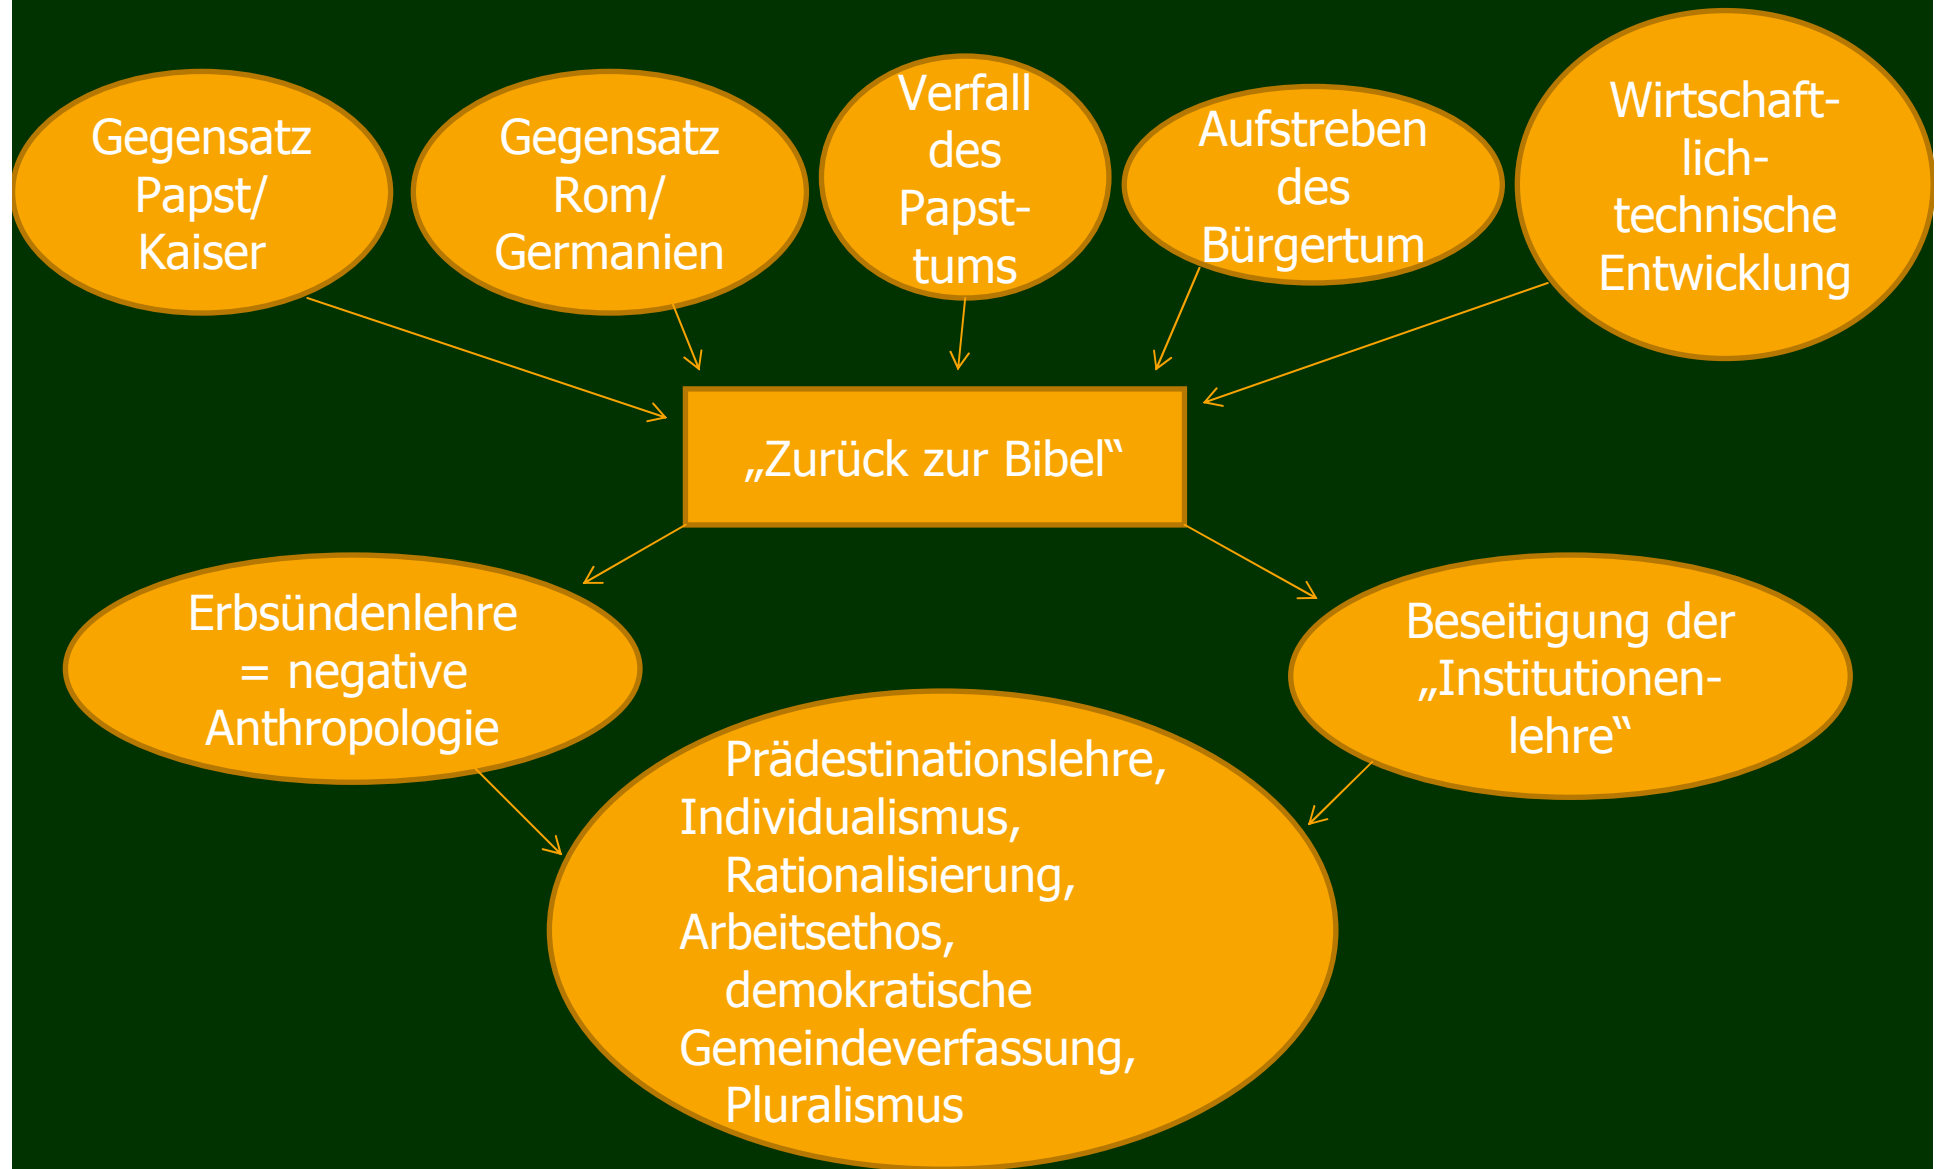 Gegensatz
Papst/
Kaiser
Gegensatz
Rom/
Germanien
Verfall
des
Papst-
tums
Aufstreben
des
Bürgertum
Wirtschaft-
lich-
technische
Entwicklung
„Zurück zur Bibel“
Erbsündenlehre
= negative
Anthropologie
Beseitigung der
„Institutionen-
lehre“
Prädestinationslehre,
Individualismus,
Rationalisierung,
Arbeitsethos,
demokratische
Gemeindeverfassung,
Pluralismus